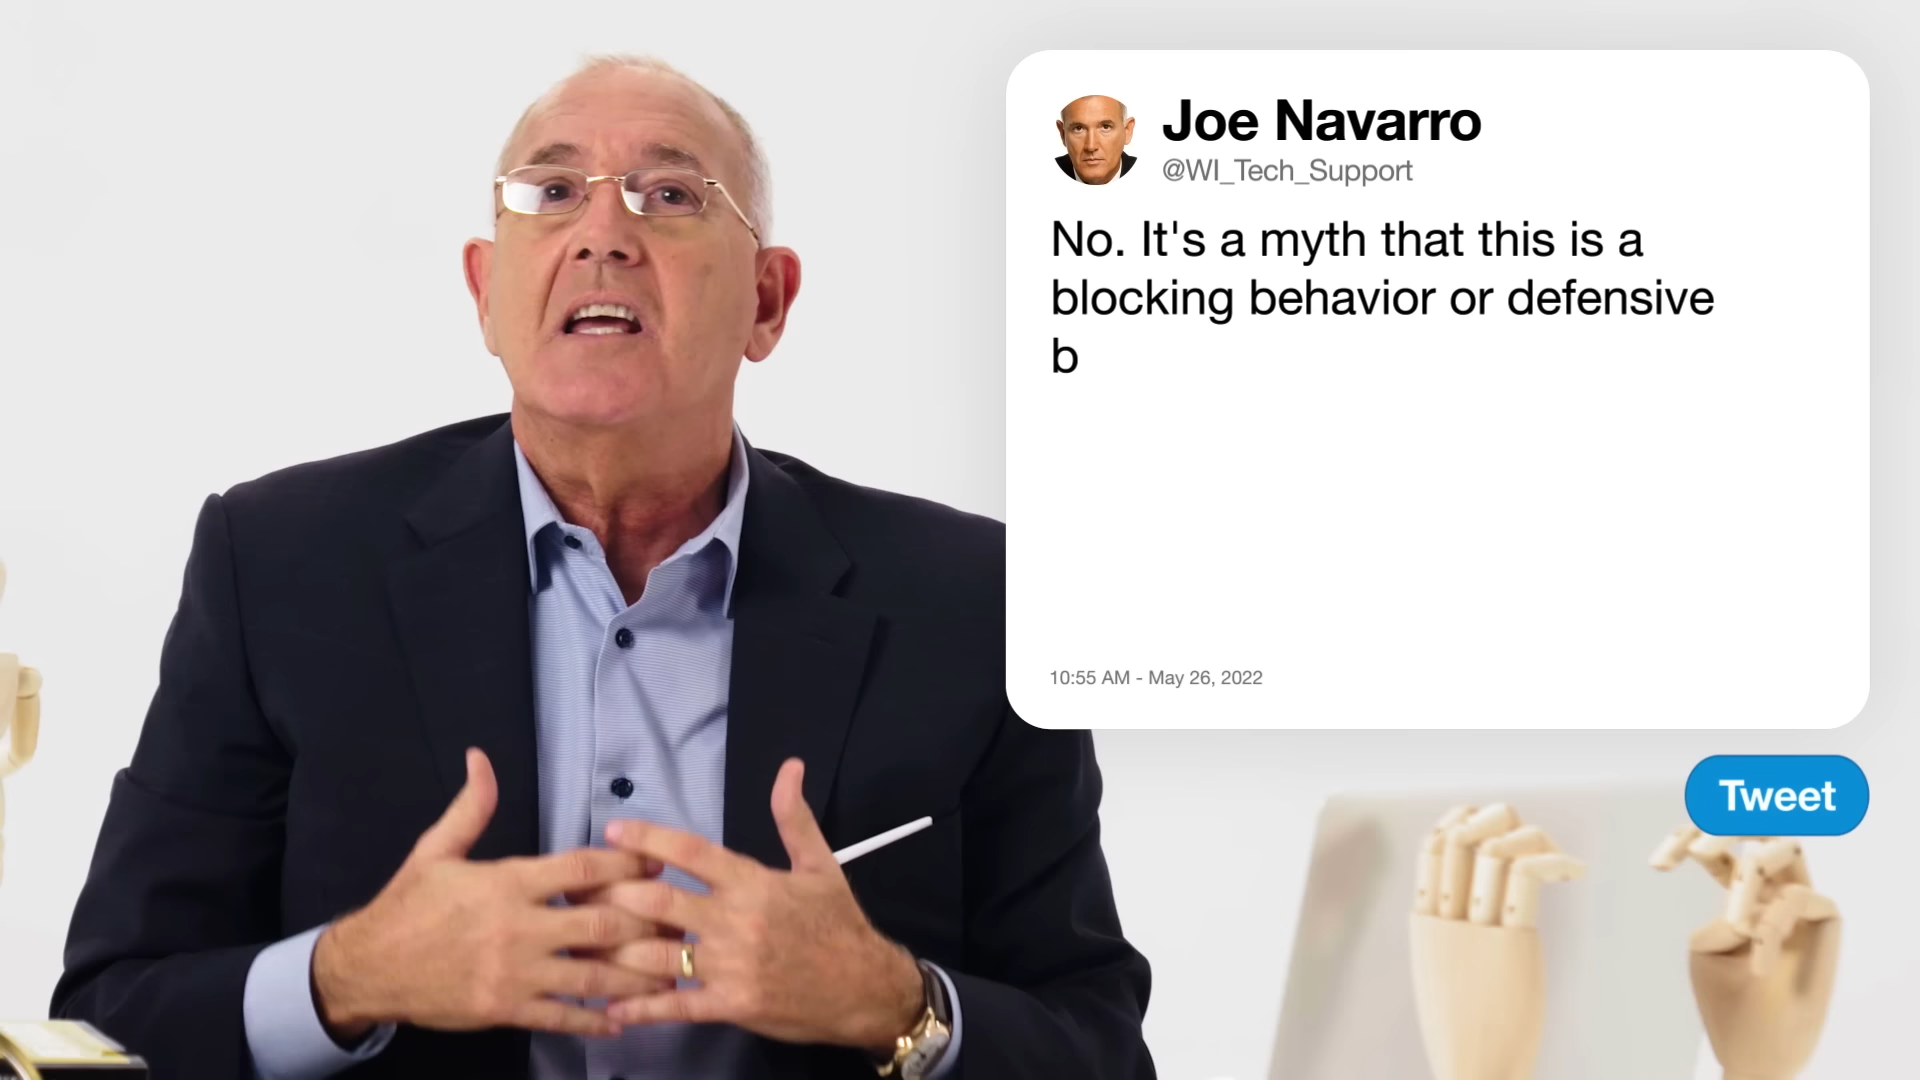 Joe Navarro
@WI_Tech_Support
No. It's a myth that this is a
blocking behavior or defensive
b
10:55 AM - May 26, 2022
Tweet